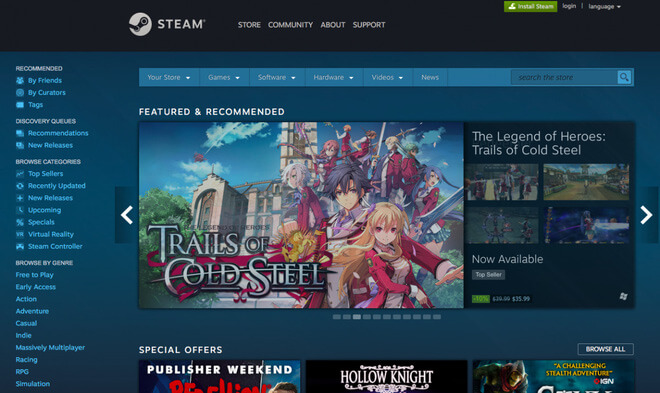 STEAM®
STORE COMMUNITY ABOUT SUPPORT
Install Steam login | language
RECOMMENDED
By Friends
By Curators
Tags
DISCOVERY QUEUES
Recommendations
New Releases
BROWSE CATEGORIES
Top Sellers
Recently Updated
New Releases
Upcoming
Specials
Virtual Reality
Steam Controller
BROWSE BY GENRE
Free to Play
Early Access
Action
Adventure
Casual
Indie
Massively Multiplayer
Racing
RPG
Simulation
Your Store Games Software Hardware Videos News search the store
FEATURED & RECOMMENDED
THE LEGEND OF HEROES
TRAILS OF
COLD STEEL
The Legend of Heroes:
Trails of Cold Steel
Now Available
Top Seller
-10% $39.99 $35.99
SPECIAL OFFERS
BROWSE ALL
PUBLISHER WEEKEND
HOLLOW KNIGHT
"A CHALLENGING
STEALTH ADVENTURE"
IGN
STYX